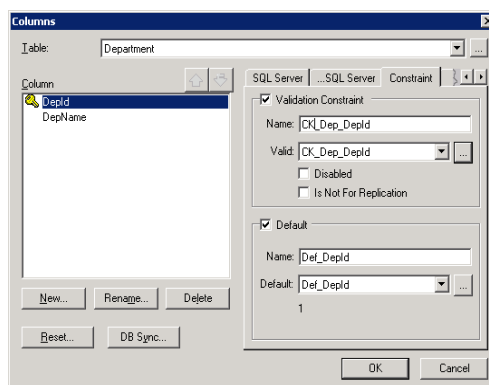 Columns
Table: Department ...
Column
DepId
DepName
New... Rename... Delete
Reset... DB Sync...
SQL Server ...SQL Server Constraint
Validation Constraint
Name: CK_Dep_DepId
Valid: CK_Dep_DepId ...
Disabled
Is Not For Replication
Default
Name: Def_DepId
Default: Def_DepId ...
1
OK Cancel